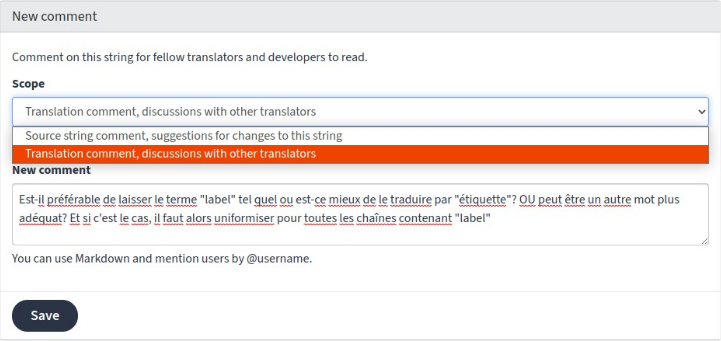 New comment
Comment on this string for fellow translators and developers to read.
Scope
Translation comment, discussions with other translators
Source string comment, suggestions for changes to this string
Translation comment, discussions with other translators
New comment
Est-il préférable de laisser le terme "label" tel quel ou est-ce mieux de le traduire par "étiquette"? OU peut être un autre mot plus
adéquat? Et si c'est le cas, il faut alors uniformiser pour toutes les chaînes contenant "label"
You can use Markdown and mention users by @username.
Save